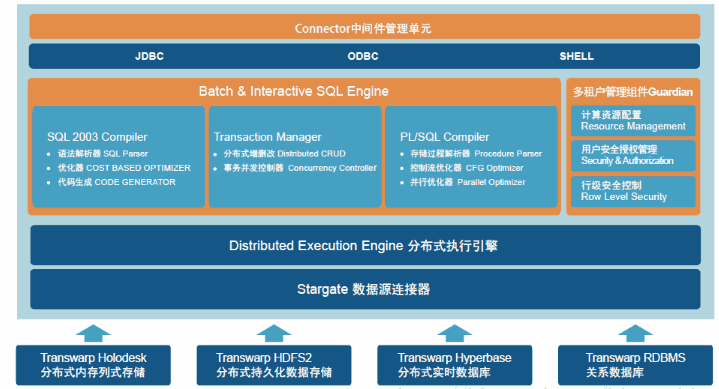 Connector中间件管理单元
JDBC
ODBC
SHELL
Batch & Interactive SQL Engine
SQL 2003 Compiler
• 语法解析器 SQL Parser
• 优化器 COST BASED OPTIMIZER
• 代码生成 CODE GENERATOR
Transaction Manager
• 分布式增删改 Distributed CRUD
• 事务并发控制器 Concurrency Controller
PL/SQL Compiler
• 存储过程解析器 Procedure Parser
• 控制流优化器 CFG Optimizer
• 并行优化器 Parallel Optimizer
多租户管理组件Guardian
计算资源配置
Resource Management
用户安全授权管理
Security & Authorization
行级安全控制
Row Level Security
Distributed Execution Engine 分布式执行引擎
Stargate 数据源连接器
Transwarp Holodesk
分布式内存列式存储
Transwarp HDFS2
分布式持久化数据存储
Transwarp Hyperbase
分布式实时数据库
Transwarp RDBMS
关系数据库